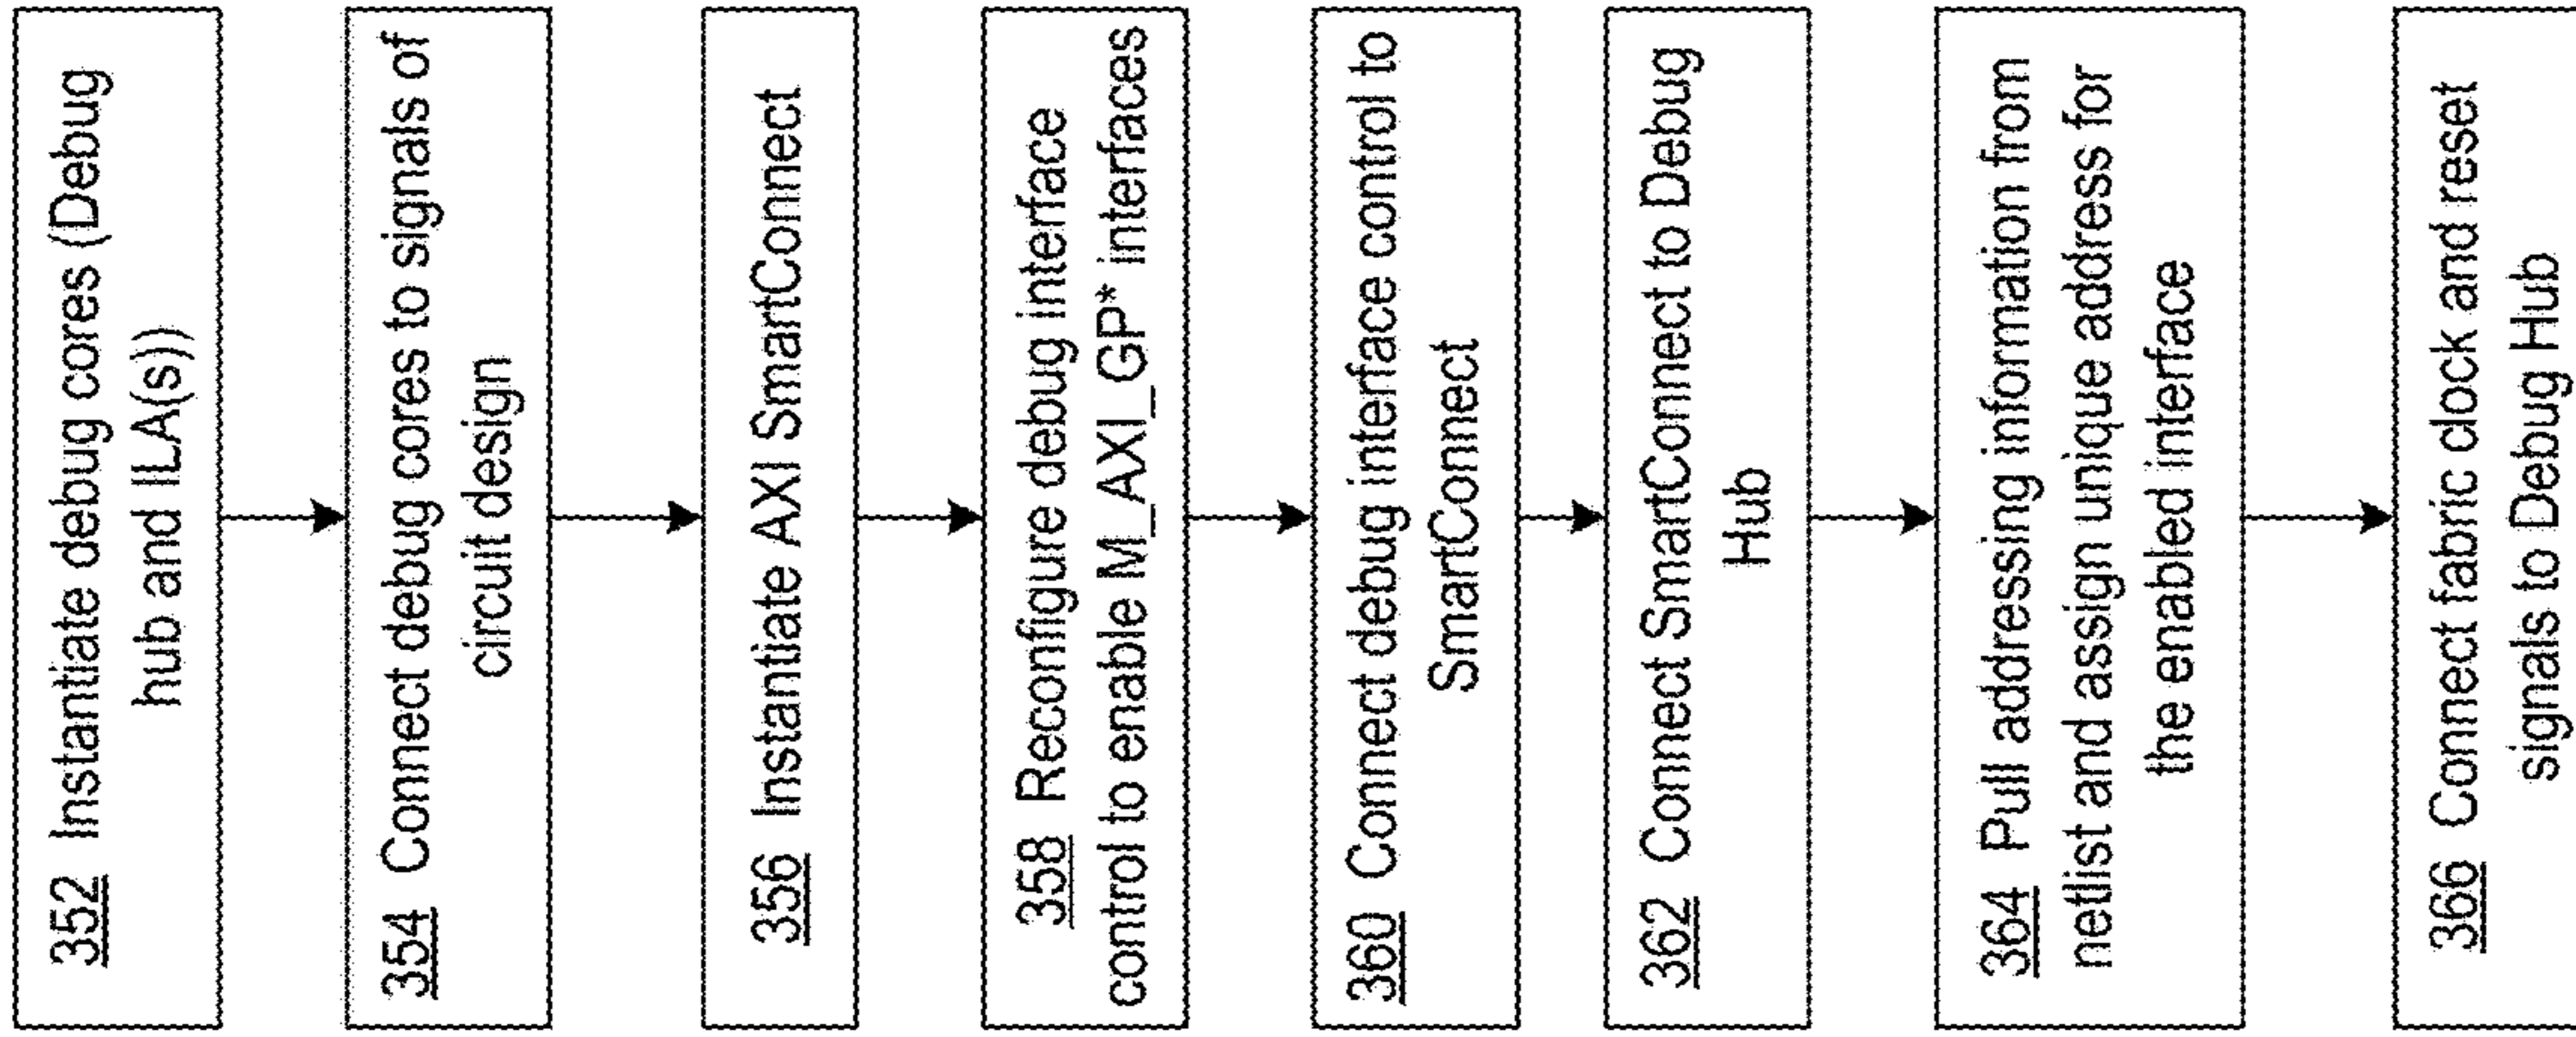 352 Instantiate debug cores (Debug
hub and ILA(s))
354 Connect debug cores to signals of
circuit design
356 Instantiate AXI SmartConnect
358 Reconfigure debug interface
control to enable M_AXI_GP* interfaces
360 Connect debug interface control to
SmartConnect
362 Connect SmartConnect to Debug
Hub
364 Pull addressing information from
netlist and assign unique address for
the enabled interface
366 Connect fabric clock and reset
signals to Debug Hub